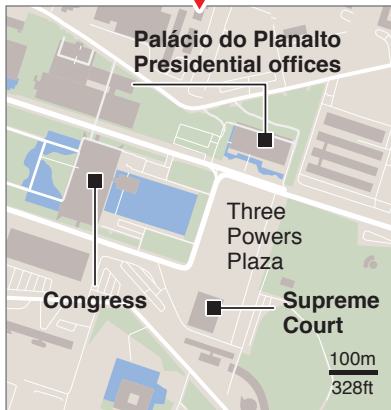 Palácio do Planalto
Presidential offices
Three
Powers
Plaza
Congress
Supreme
Court
100m
328ft